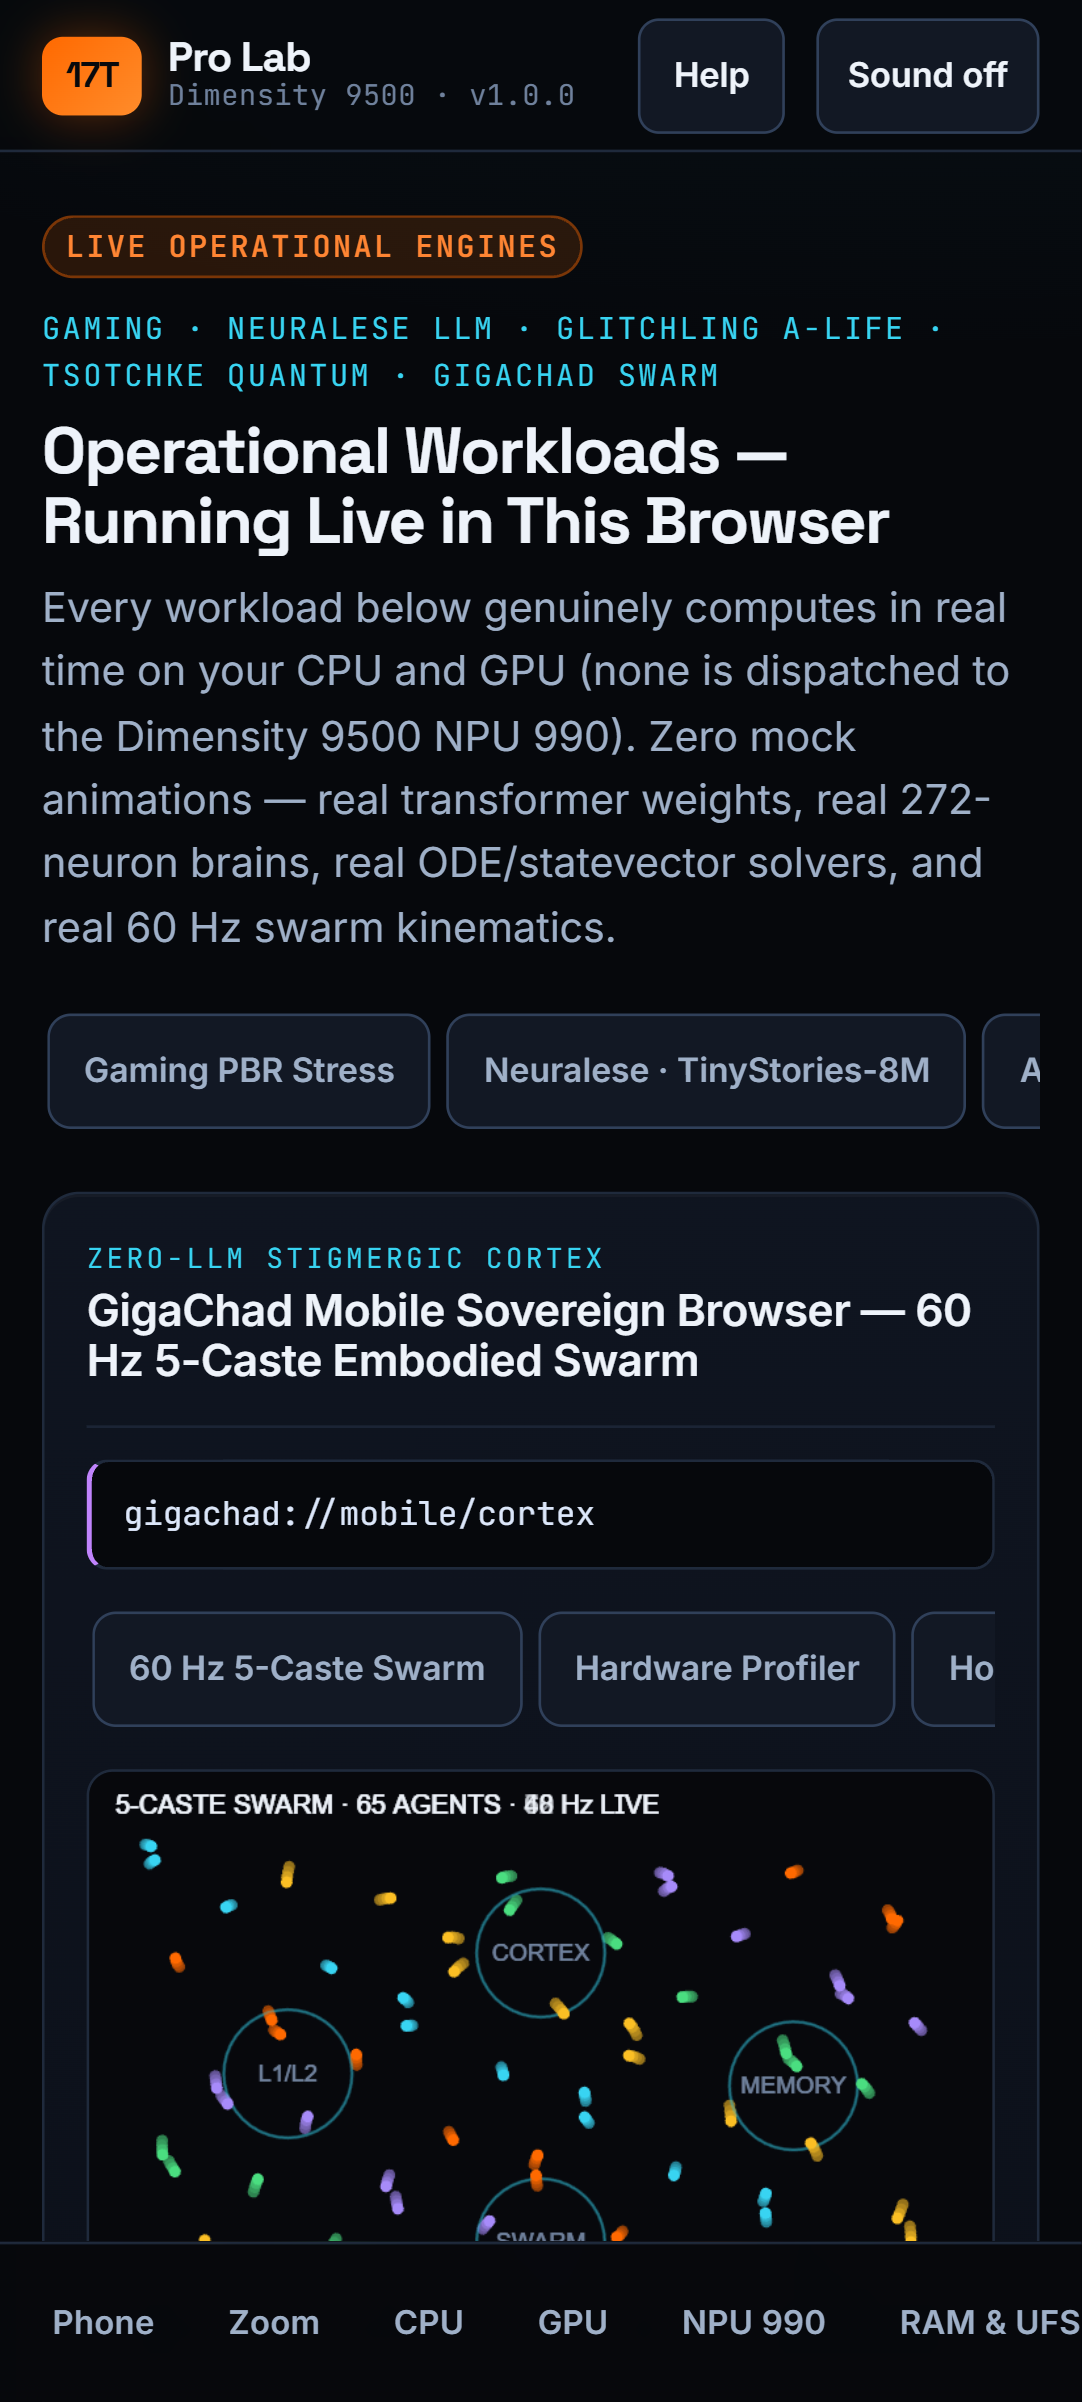 17T
Pro Lab
Dimensity 9500 · v1.0.0
Help
Sound off
LIVE OPERATIONAL ENGINES
GAMING · NEURALESE LLM · GLITCHLING A-LIFE ·
TSOTCHKE QUANTUM · GIGACHAD SWARM
Operational Workloads —
Running Live in This Browser
Every workload below genuinely computes in real
time on your CPU and GPU (none is dispatched to
the Dimensity 9500 NPU 990). Zero mock
animations — real transformer weights, real 272-
neuron brains, real ODE/statevector solvers, and
real 60 Hz swarm kinematics.
Gaming PBR Stress
Neuralese · TinyStories-8M
A
ZERO-LLM STIGMERGIC CORTEX
GigaChad Mobile Sovereign Browser — 60
Hz 5-Caste Embodied Swarm
gigachad://mobile/cortex
60 Hz 5-Caste Swarm
Hardware Profiler
Ho
5-CASTE SWARM · 65 AGENTS · Hz LIVE
CORTEX
L1/L2
MEMORY
SWARM
Phone
Zoom
CPU
GPU
NPU 990
RAM & UFS